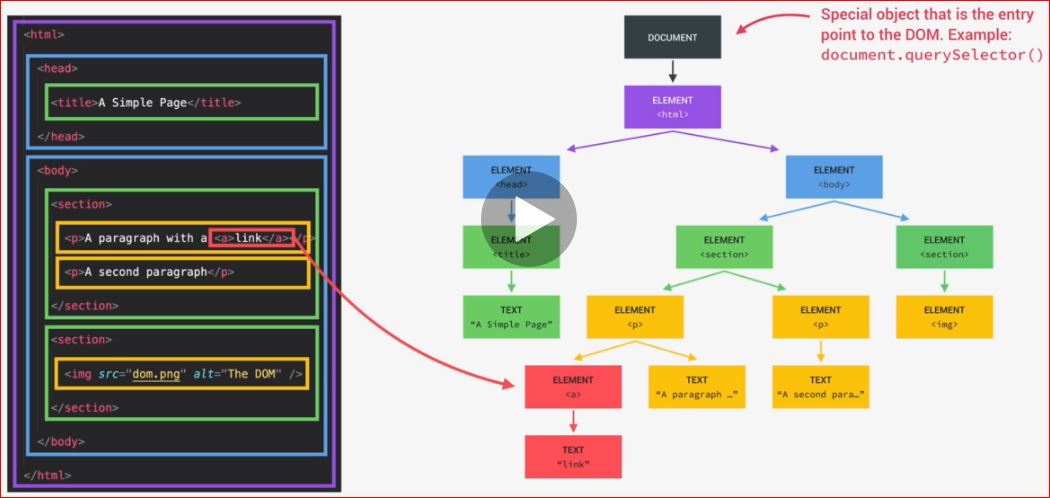 <html>
<head>
<title>A Simple Page</title>
</head>
<body>
<section>
<p>A paragraph with a <a>link</a></p>
<p>A second paragraph</p>
</section>
<section>
<img src="dom.png" alt="The DOM" />
</section>
</body>
</html>
Special object that is the entry
point to the DOM. Example:
document.querySelector()
DOCUMENT
ELEMENT
<html>
ELEMENT
<head>
ELEMENT
<body>
ELEMENT
<title>
ELEMENT
<section>
ELEMENT
<section>
TEXT
“A Simple Page”
ELEMENT
<p>
ELEMENT
<p>
ELEMENT
<img>
ELEMENT
<a>
TEXT
“A paragraph …”
TEXT
“A second para…”
TEXT
“link”